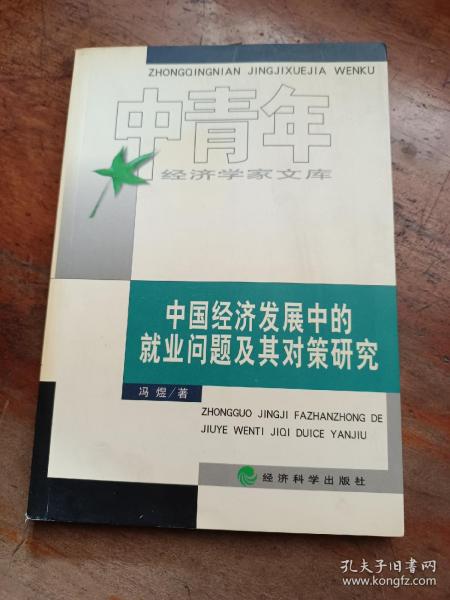 ZHONGQINGNIAN JINGJIXUEJIA WENKU
中青年
经济学家文库
中国经济发展中的
就业问题及其对策研究
冯煜/著
ZHONGGUO JINGJI FAZHANZHONG DE
JIUYE WENTI JIQI DUICE YANJIU
经济科学出版社
孔夫子旧书网
www.kongfz.com